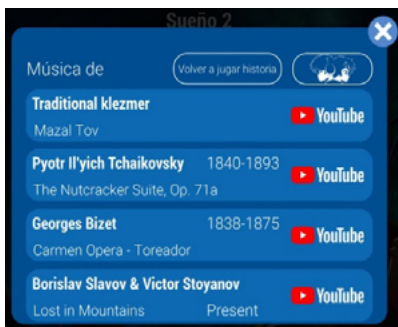 Sueño 2
Música de
Volver a jugar historia
Traditional klezmer
Mazal Tov
YouTube
Pyotr Il'yich Tchaikovsky 1840-1893
The Nutcracker Suite, Op. 71a
YouTube
Georges Bizet 1838-1875
Carmen Opera - Toreador
YouTube
Borislav Slavov & Victor Stoyanov
Lost in Mountains Present
YouTube